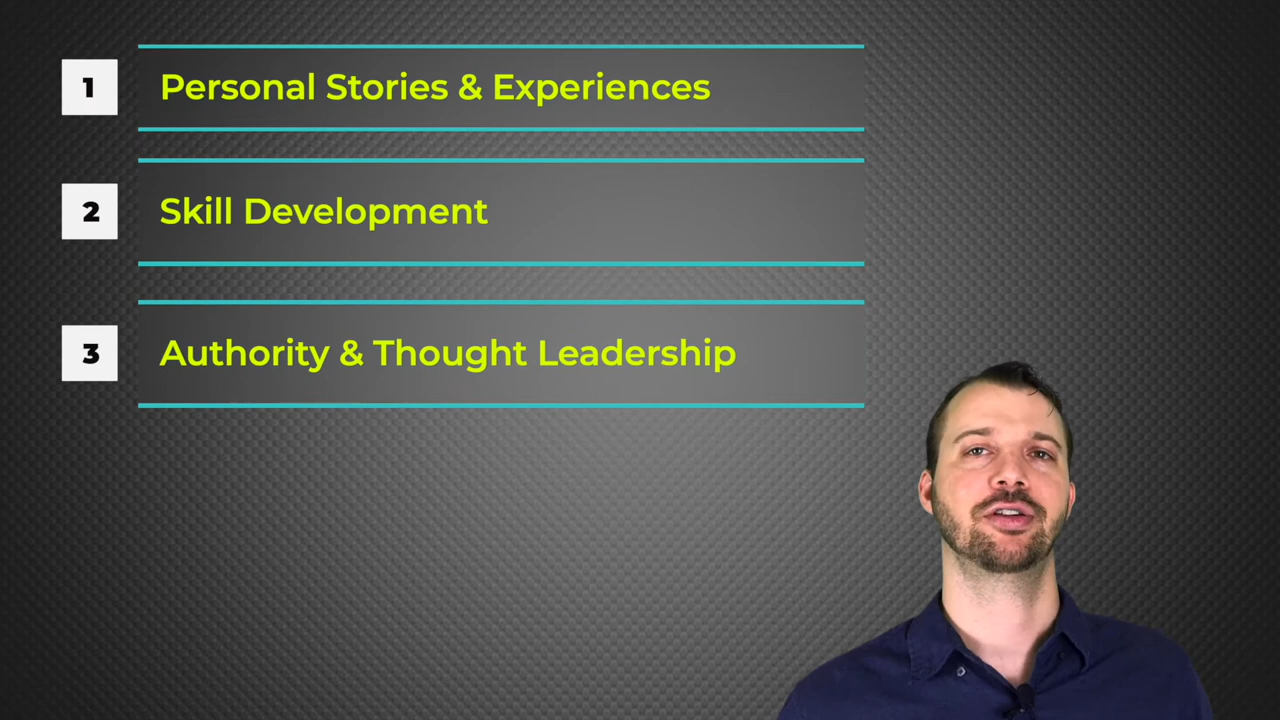 1 Personal Stories & Experiences
2 Skill Development
3 Authority & Thought Leadership